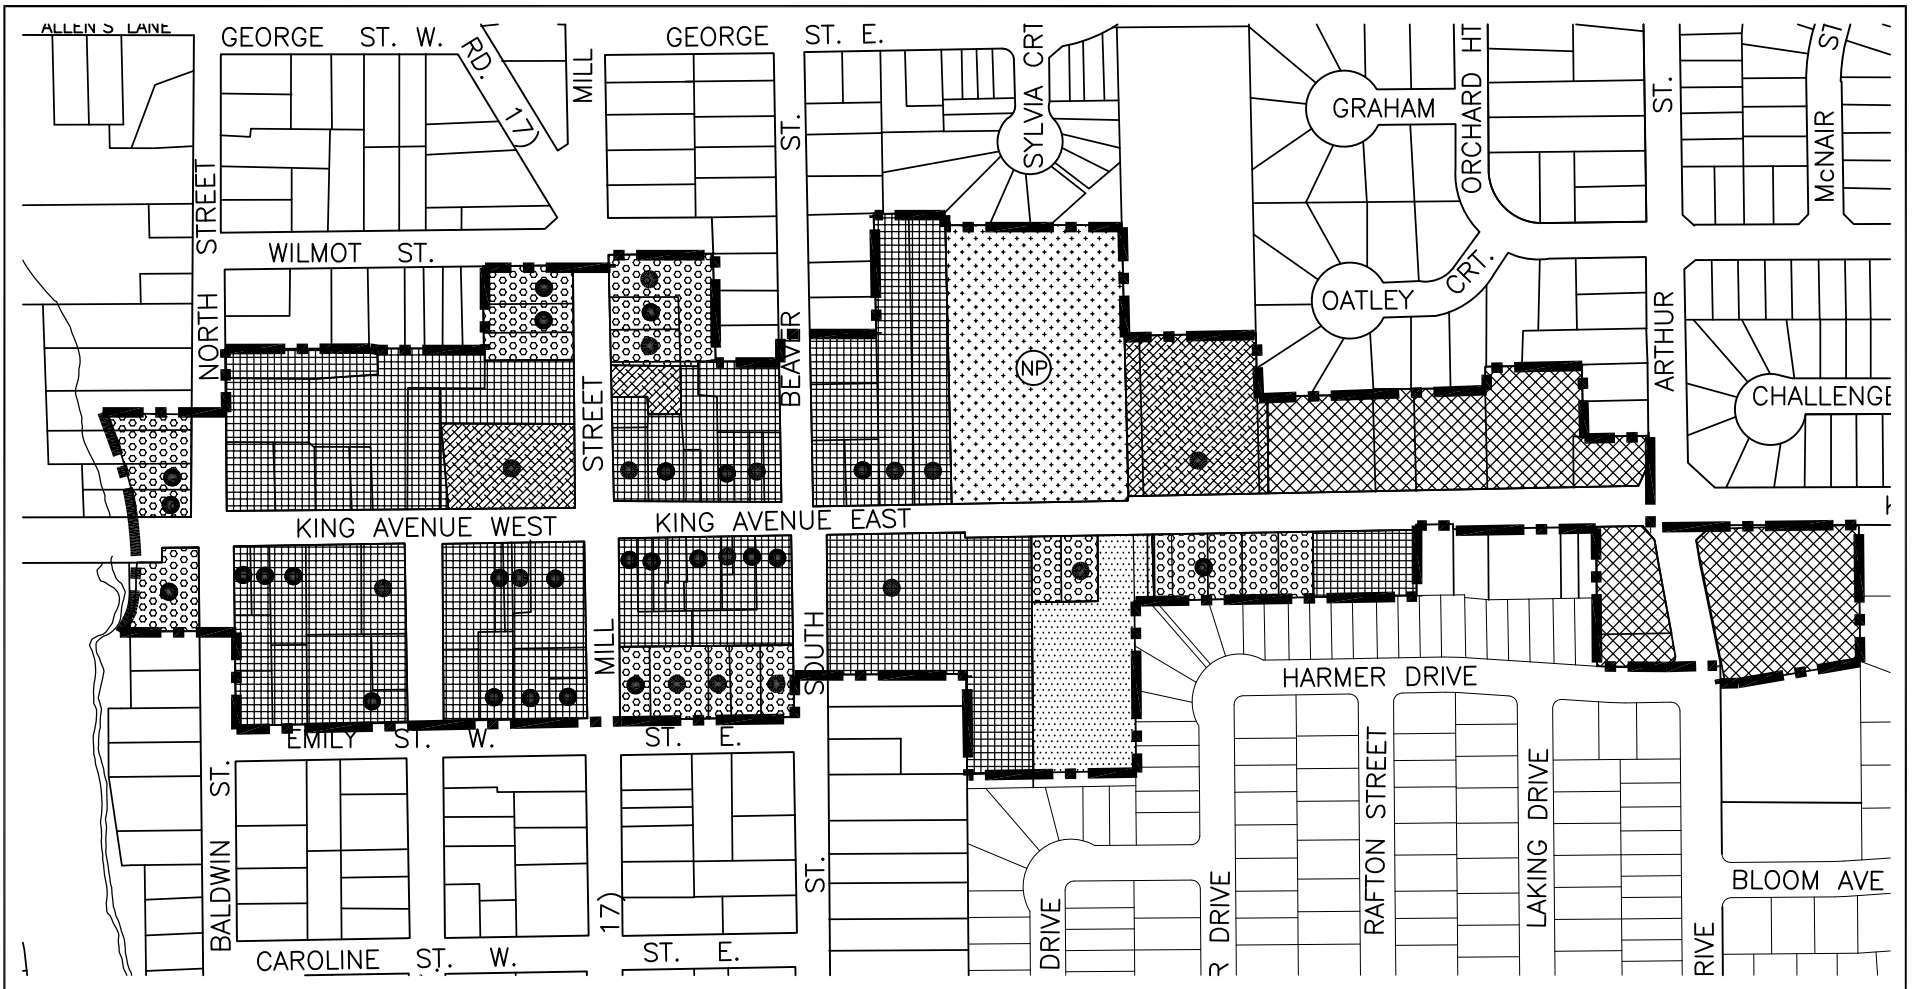 ALLEN'S LANE
GEORGE ST. W.
RD. 17)
MILL
GEORGE ST. E.
SYLVIA CRT
GRAHAM
ORCHARD HT
ST.
McNAIR ST
ST.
NORTH STREET
WILMOT ST.
OATLEY CRT.
ARTHUR
BEAVER
NP
CHALLENGE
STREET
KING AVENUE WEST
KING AVENUE EAST
MILL
SOUTH
HARMER DRIVE
EMILY ST. W.
ST. E.
BALDWIN ST.
RAFTON STREET
LAKING DRIVE
ST.
17)
BLOOM AVE
DRIVE
R DRIVE
RIVE
CAROLINE ST. W.
ST. E.